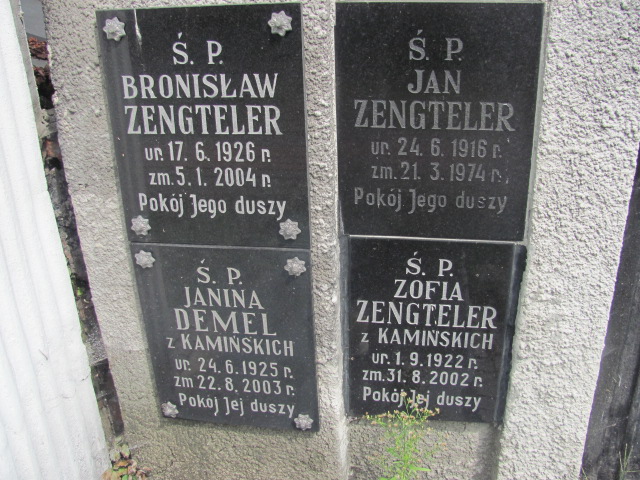 Ś. P.
BRONISŁAW
ZENGTELER
ur. 17. 6. 1926 r.
zm. 5. 1. 2004 r.
Pokój Jego duszy
Ś. P.
JAN
ZENGTELER
ur. 24. 6. 1916 r.
zm. 21. 3. 1974 r.
Pokój Jego duszy
Ś. P.
JANINA
DEMEL
z KAMIŃSKICH
ur. 24. 6. 1925 r.
zm 22. 8. 2003 r.
Pokój Jej duszy
Ś. P.
ZOFIA
ZENGTELER
z KAMIŃSKICH
ur. 1. 9. 1922 r.
zm. 31. 8. 2002 r.
Pokój Jej duszy